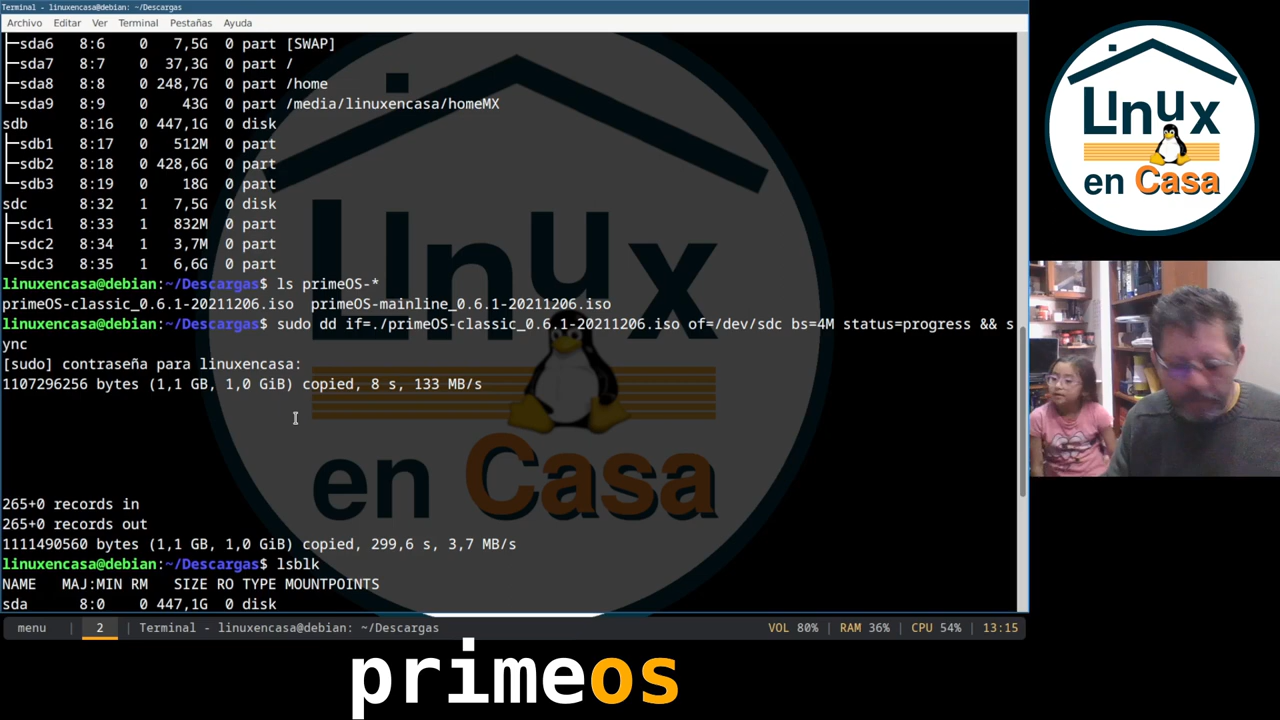 Terminal - linuxencasa@debian: ~/Descargas
Archivo Editar Ver Terminal Pestañas Ayuda
├─sda6 8:6 0 7,5G 0 part [SWAP]
├─sda7 8:7 0 37,3G 0 part /
├─sda8 8:8 0 248,7G 0 part /home
└─sda9 8:9 0 43G 0 part /media/linuxencasa/homeMX
sdb 8:16 0 447,1G 0 disk
├─sdb1 8:17 0 512M 0 part
├─sdb2 8:18 0 428,6G 0 part
└─sdb3 8:19 0 18G 0 part
sdc 8:32 1 7,5G 0 disk
├─sdc1 8:33 1 832M 0 part
├─sdc2 8:34 1 3,7M 0 part
└─sdc3 8:35 1 6,6G 0 part
linuxencasa@debian:~/Descargas$ ls primeOS-*
primeOS-classic_0.6.1-20211206.iso primeOS-mainline_0.6.1-20211206.iso
linuxencasa@debian:~/Descargas$ sudo dd if=./primeOS-classic_0.6.1-20211206.iso of=/dev/sdc bs=4M status=progress && s
ync
[sudo] contraseña para linuxencasa:
1107296256 bytes (1,1 GB, 1,0 GiB) copied, 8 s, 133 MB/s
265+0 records in
265+0 records out
1111490560 bytes (1,1 GB, 1,0 GiB) copied, 299,6 s, 3,7 MB/s
linuxencasa@debian:~/Descargas$ lsblk
NAME MAJ:MIN RM SIZE RO TYPE MOUNTPOINTS
sda 8:0 0 447,1G 0 disk
LInux
en Casa
menu | 2 | Terminal - linuxencasa@debian: ~/Descargas VOL 80% | RAM 36% | CPU 54% | 13:15
LInux
en Casa
primeos